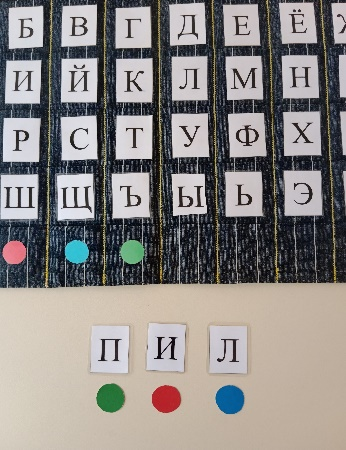 Б В Г Д Е Ё
И Й К Л М Н
Р С Т У Ф Х
Ш Щ Ъ Ы Ь Э
П И Л